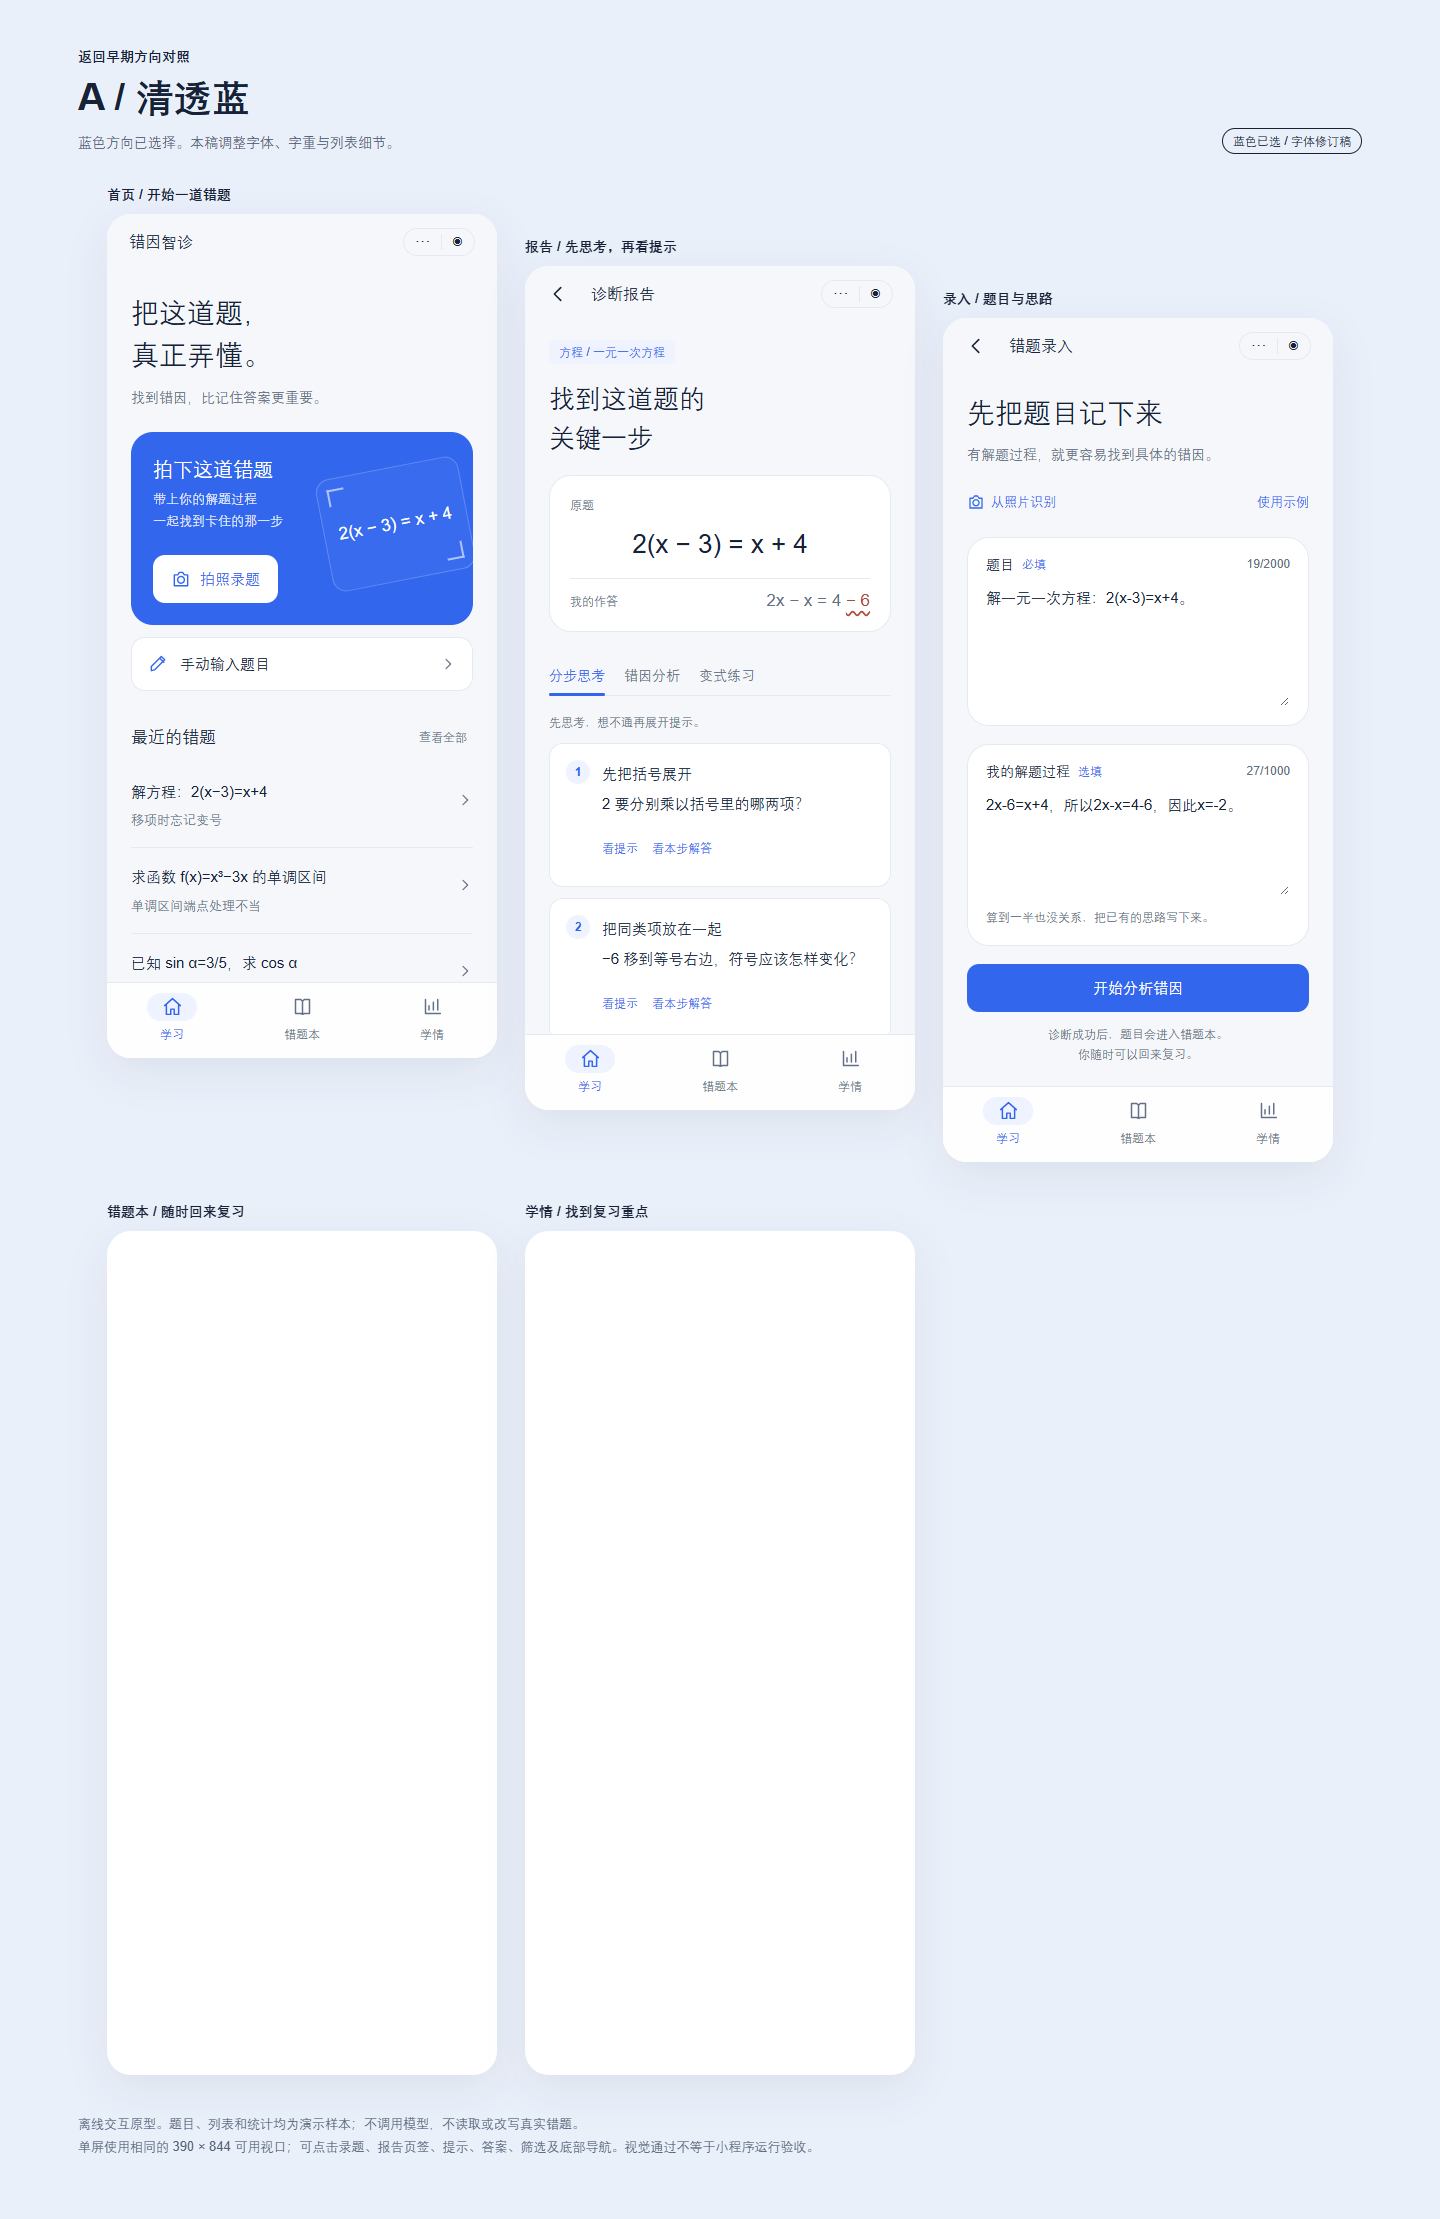 返回早期方向对照
A / 清透蓝
蓝色方向已选择。本稿调整字体、字重与列表细节。
蓝色已选 / 字体修订稿
首页 / 开始一道错题
错因智诊
把这道题，
真正弄懂。
找到错因，比记住答案更重要。
拍下这道错题
带上你的解题过程
一起找到卡住的那一步
2(x − 3) = x + 4
拍照录题
手动输入题目
最近的错题
查看全部
解方程：2(x−3)=x+4
移项时忘记变号
求函数 f(x)=x³−3x 的单调区间
单调区间端点处理不当
已知 sin α=3/5，求 cos α
学习
错题本
学情
报告 / 先思考，再看提示
诊断报告
方程 / 一元一次方程
找到这道题的
关键一步
原题
2(x − 3) = x + 4
我的作答
2x − x = 4 − 6
分步思考
错因分析
变式练习
先思考，想不通再展开提示。
1
先把括号展开
2 要分别乘以括号里的哪两项？
看提示
看本步解答
2
把同类项放在一起
−6 移到等号右边，符号应该怎样变化？
看提示
看本步解答
学习
错题本
学情
录入 / 题目与思路
错题录入
先把题目记下来
有解题过程，就更容易找到具体的错因。
从照片识别
使用示例
题目 必填
19/2000
解一元一次方程：2(x-3)=x+4。
我的解题过程 选填
27/1000
2x-6=x+4，所以2x-x=4-6，因此x=-2。
算到一半也没关系，把已有的思路写下来。
开始分析错因
诊断成功后，题目会进入错题本。
你随时可以回来复习。
学习
错题本
学情
错题本 / 随时回来复习
学情 / 找到复习重点
离线交互原型。题目、列表和统计均为演示样本；不调用模型，不读取或改写真实错题。
单屏使用相同的 390 × 844 可用视口；可点击录题、报告页签、提示、答案、筛选及底部导航。视觉通过不等于小程序运行验收。